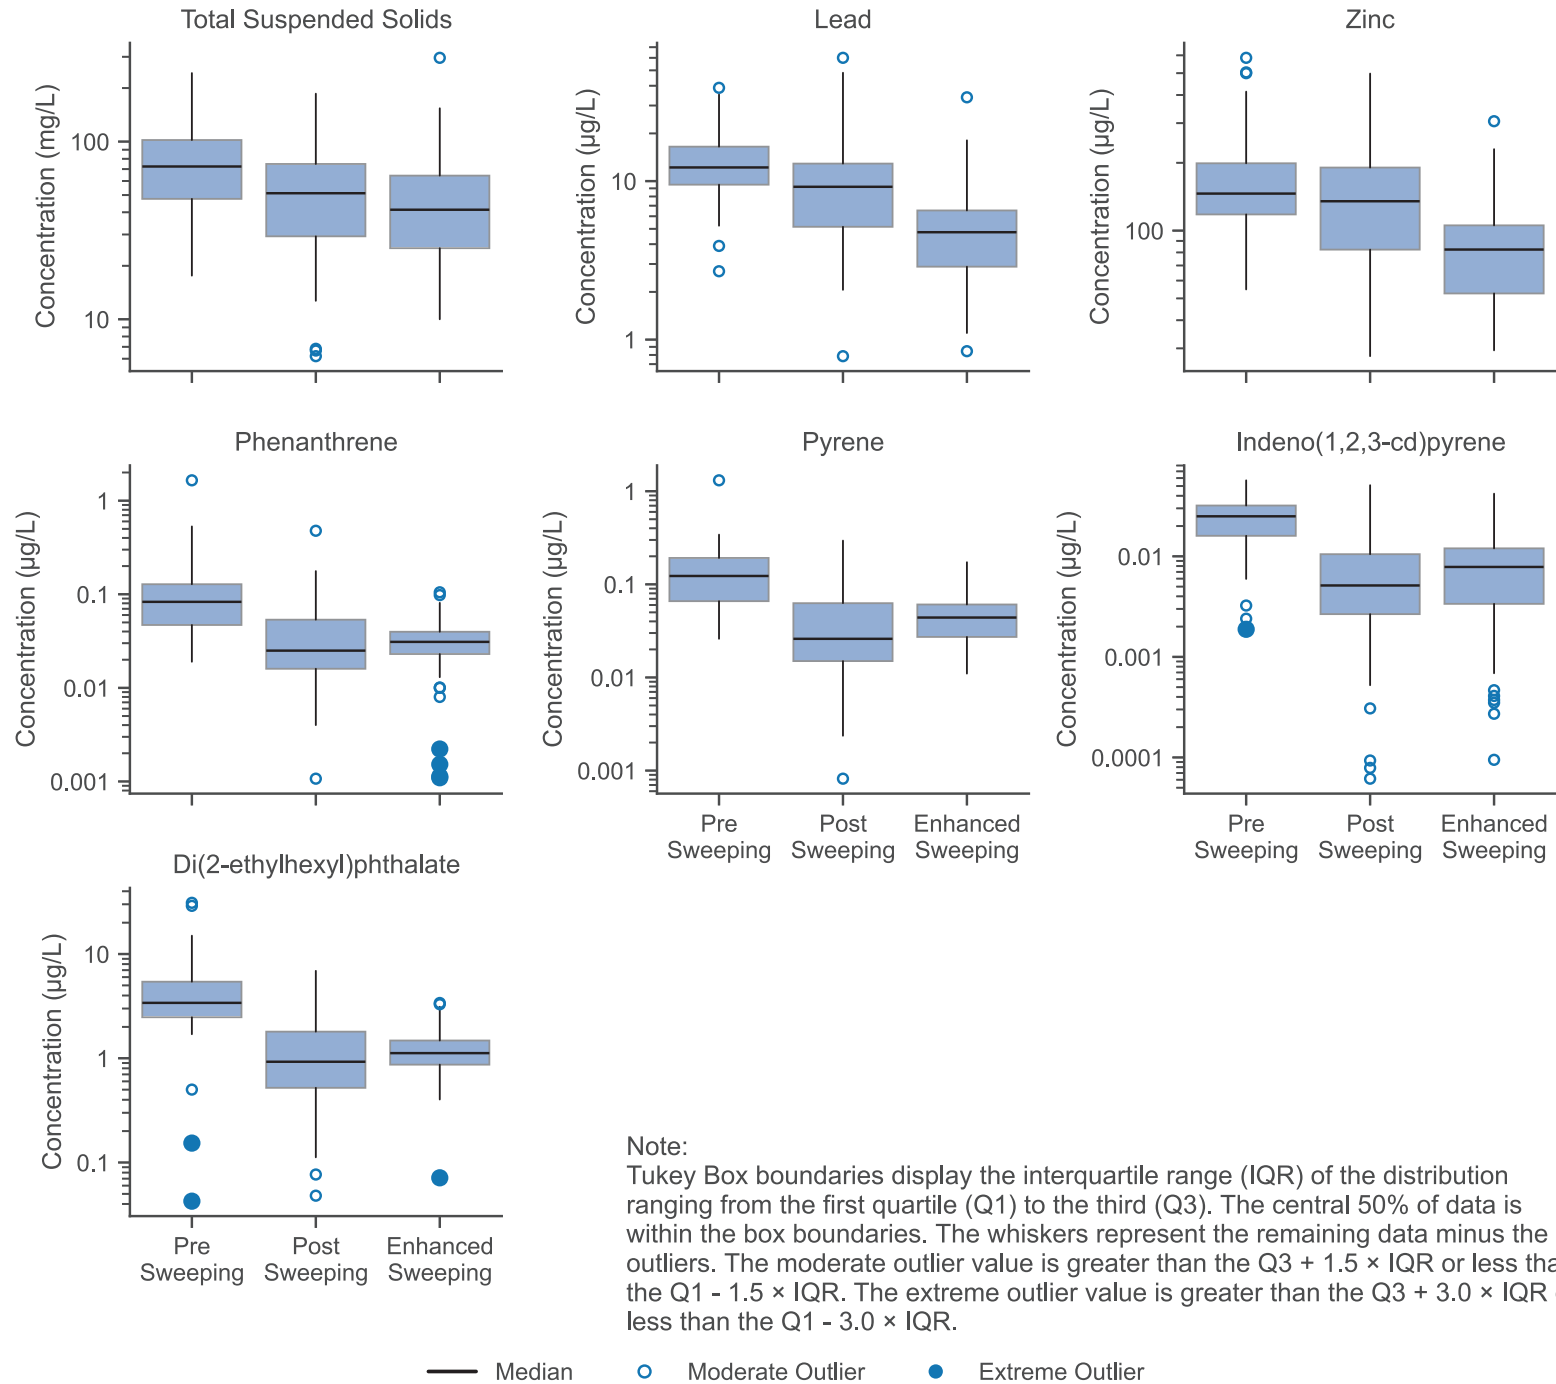 Total Suspended Solids
Lead
Zinc
Concentration (mg/L)
100
10
Concentration (µg/L)
10
1
Concentration (µg/L)
100
Phenanthrene
Pyrene
Indeno(1,2,3-cd)pyrene
Concentration (µg/L)
1
0.1
0.01
0.001
Concentration (µg/L)
1
0.1
0.01
0.001
Concentration (µg/L)
0.01
0.001
0.0001
Pre
Sweeping
Post
Sweeping
Enhanced
Sweeping
Pre
Sweeping
Post
Sweeping
Enhanced
Sweeping
Di(2-ethylhexyl)phthalate
Concentration (µg/L)
10
1
0.1
Pre
Sweeping
Post
Sweeping
Enhanced
Sweeping
Note:
Tukey Box boundaries display the interquartile range (IQR) of the distribution
ranging from the first quartile (Q1) to the third (Q3). The central 50% of data is
within the box boundaries. The whiskers represent the remaining data minus the
outliers. The moderate outlier value is greater than the Q3 + 1.5 × IQR or less
the Q1 - 1.5 × IQR. The extreme outlier value is greater than the Q3 + 3.0 × IQR
less than the Q1 - 3.0 × IQR.
Median
Moderate Outlier
Extreme Outlier